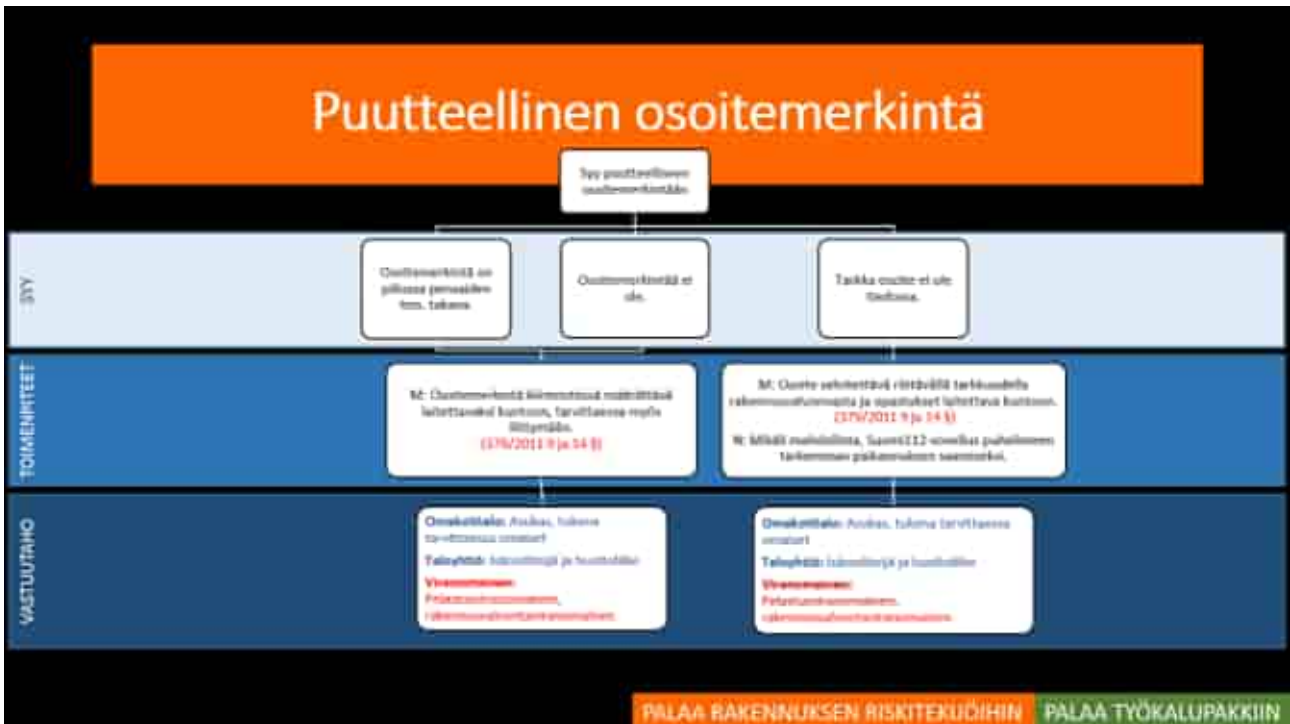 Puutteellinen osoitemerkintä
Syy puutteelliseen
osoitemerkintään
SYY
Osoitemerkintä on
piilossa pensaiden
tms. takana
Osoitemerkintää ei
ole.
Tarkka osoite ei ole
tiedossa.
TOIMENPITEET
M: Osoitemerkintä kiinteistössä määrättävä
laitettavaksi kuntoon, tarvittaessa myös
liittymään.
(379/2011 9 ja 14 §)
M: Osoite selvitettävä riittävällä tarkkuudella
rakennusvalvonnasta ja opastukset laitettava kuntoon.
(379/2011 9 ja 14 §)
N: Mikäli mahdollista, Suomi112-sovellus puhelimeen
tarkemman paikannuksen saamiseksi.
VASTUUTAHO
Omakotitalo: Asukas, tukena
tarvittaessa omaiset
Taloyhtiö: Isännöitsijä ja huoltoliike
Viranomainen:
Pelastusviranomainen,
rakennusvalvontaviranomainen
Omakotitalo: Asukas, tukena tarvittaessa
omaiset
Taloyhtiö: Isännöitsijä ja huoltoliike
Viranomainen:
Pelastusviranomainen,
rakennusvalvontaviranomainen
PALAA RAKENNUKSEN RISKITEKIJÖIHIN
PALAA TYÖKALUPAKKIIN